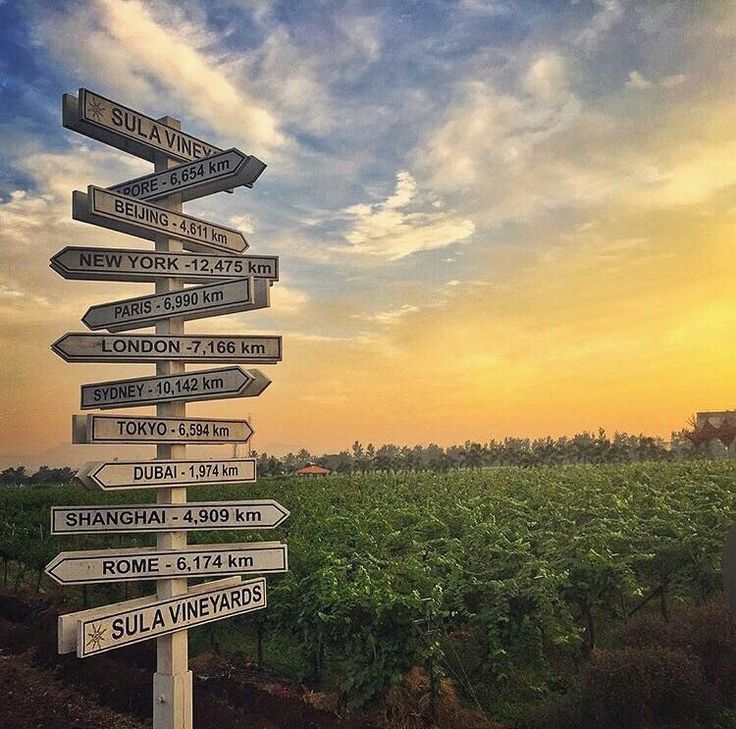 SULA VINEY
PORE - 6,654 km
BEIJING - 4,611 km
NEW YORK -12,475 km
PARIS - 6,990 km
LONDON -7,166 km
SYDNEY - 10,142 km
TOKYO - 6,594 km
DUBAI - 1,974 km
SHANGHAI - 4,909 km
ROME - 6,174 km
SULA VINEYARDS